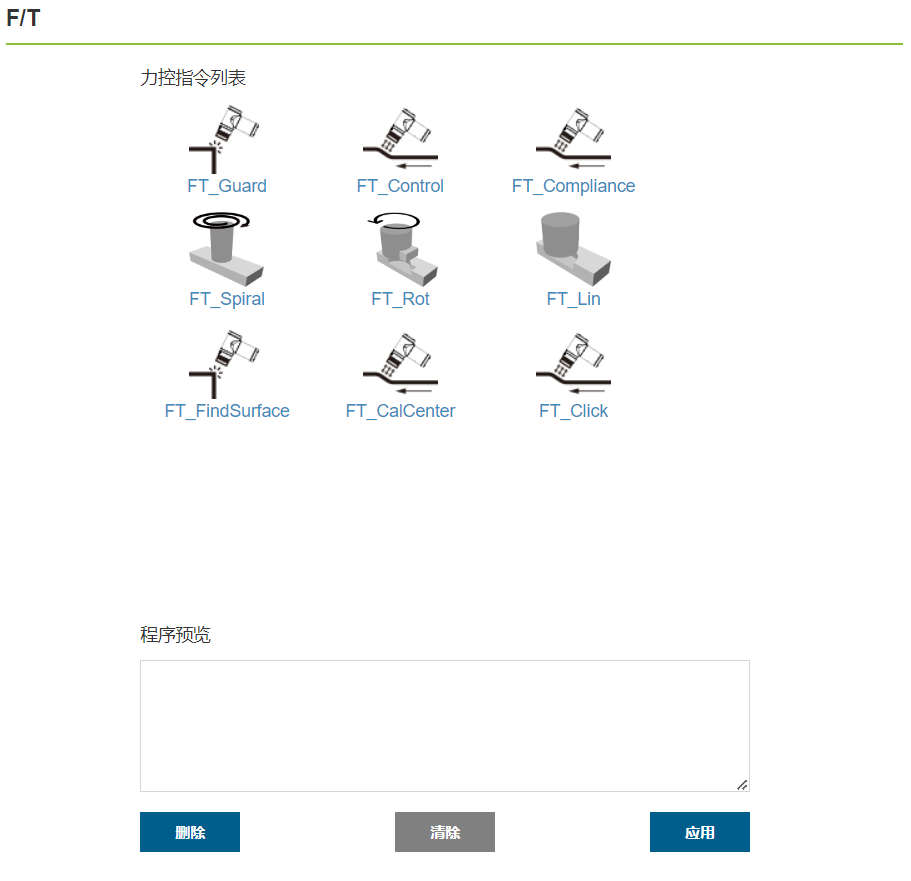 F/T
力控指令列表
FT_Guard FT_Control FT_Compliance
FT_Spiral FT_Rot FT_Lin
FT_FindSurface FT_CalCenter FT_Click
程序预览
删除 清除 应用